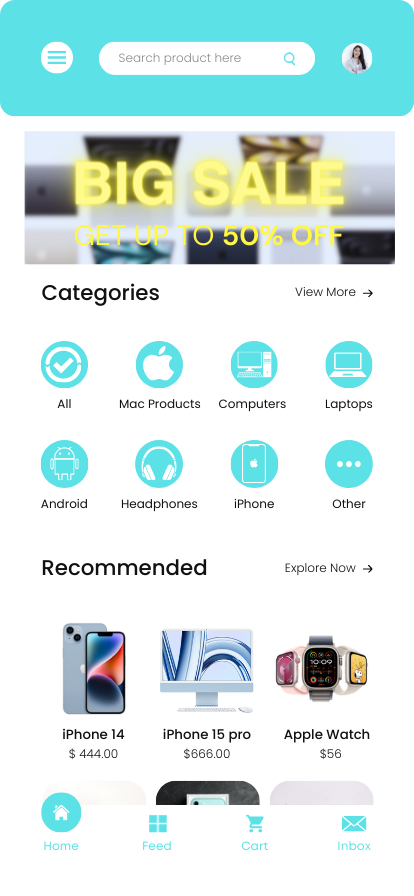 Search product here
BIG SALE
GET UP TO 50% OFF
Categories
View More →
All
Mac Products
Computers
Laptops
Android
Headphones
iPhone
Other
Recommended
Explore Now →
iPhone 14
iPhone 15 pro
Apple Watch
$ 444.00
$666.00
$56
Home
Feed
Cart
Inbox